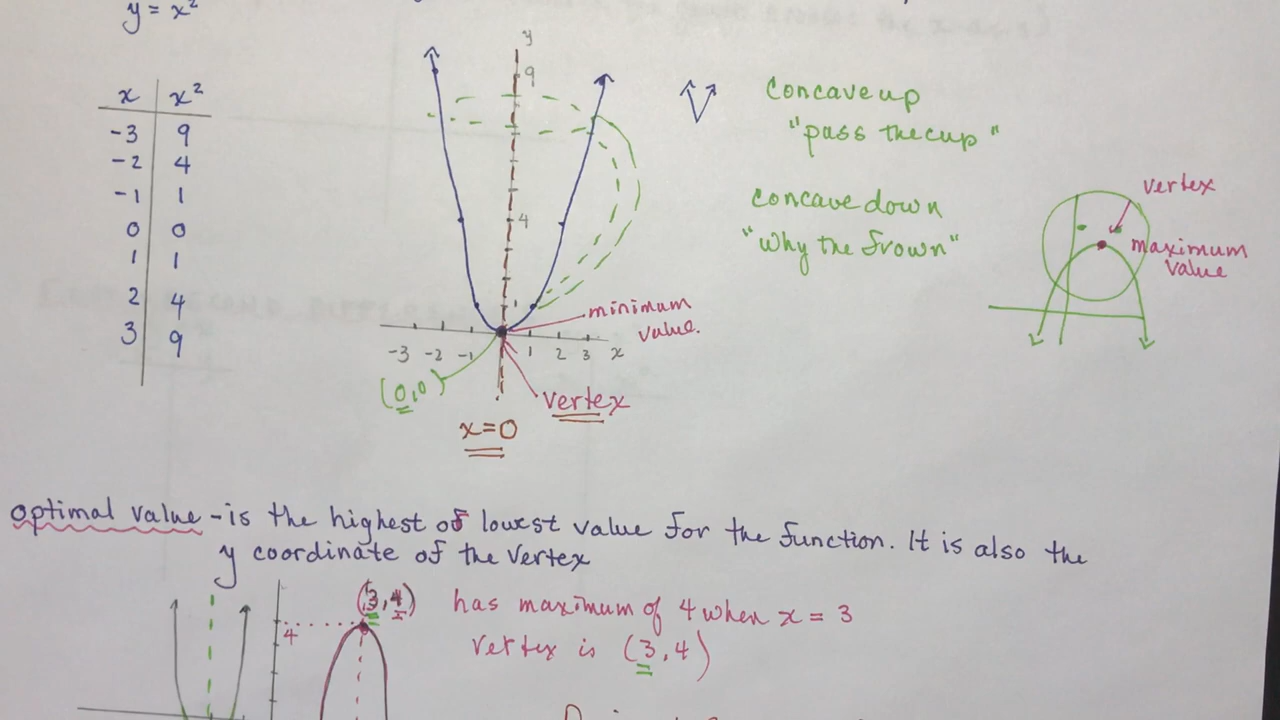 y = x²
x x²
-3 9
-2 4
-1 1
0 0
1 1
2 4
3 9
y
9
4
1
-3 -2 -1 1 2 3 x
minimum
value.
(0,0)
vertex
x=0
Concave up
"pass the cup"
Concave down
"why the frown"
vertex
maximum
value
optimal value - is the highest of lowest value for the function. It is also the
y coordinate of the vertex
(3,4)
4
has maximum of 4 when x = 3
vertex is (3,4)